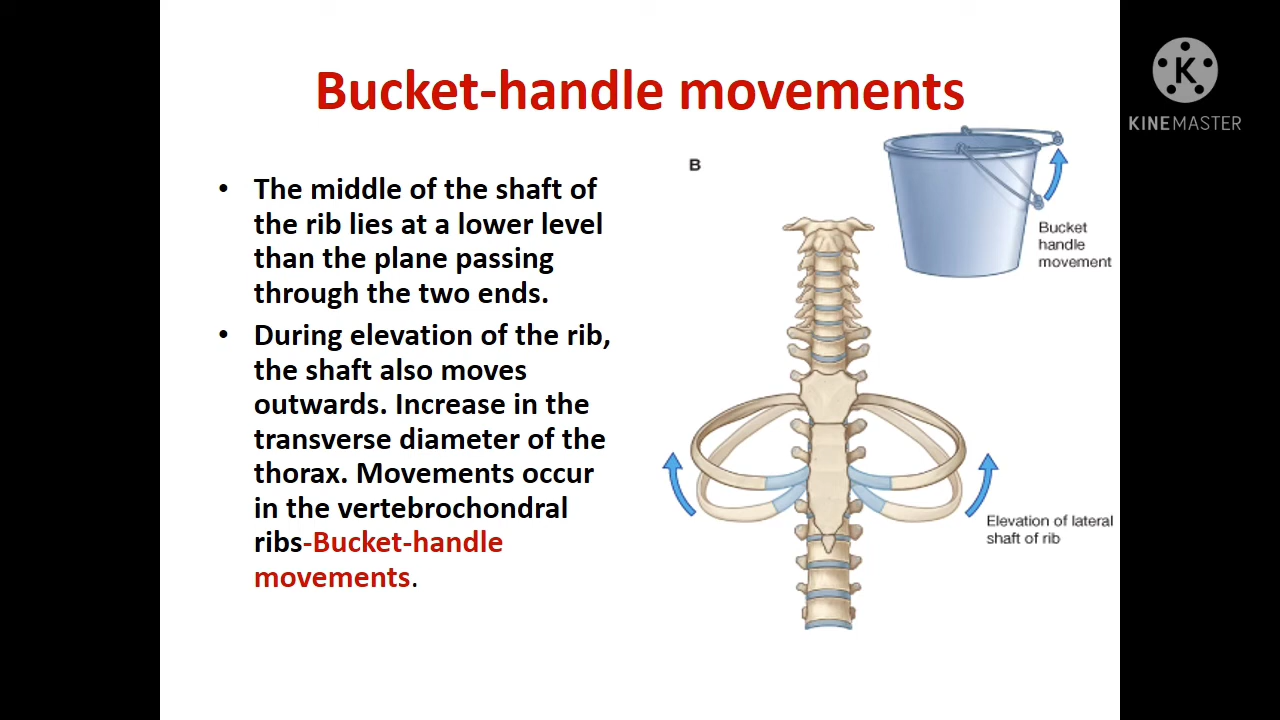 Bucket-handle movements
K
KINEMASTER
B
• The middle of the shaft of
the rib lies at a lower level
than the plane passing
through the two ends.
• During elevation of the rib,
the shaft also moves
outwards. Increase in the
transverse diameter of the
thorax. Movements occur
in the vertebrochondral
ribs-Bucket-handle
movements.
Bucket
handle
movement
Elevation of lateral
shaft of rib